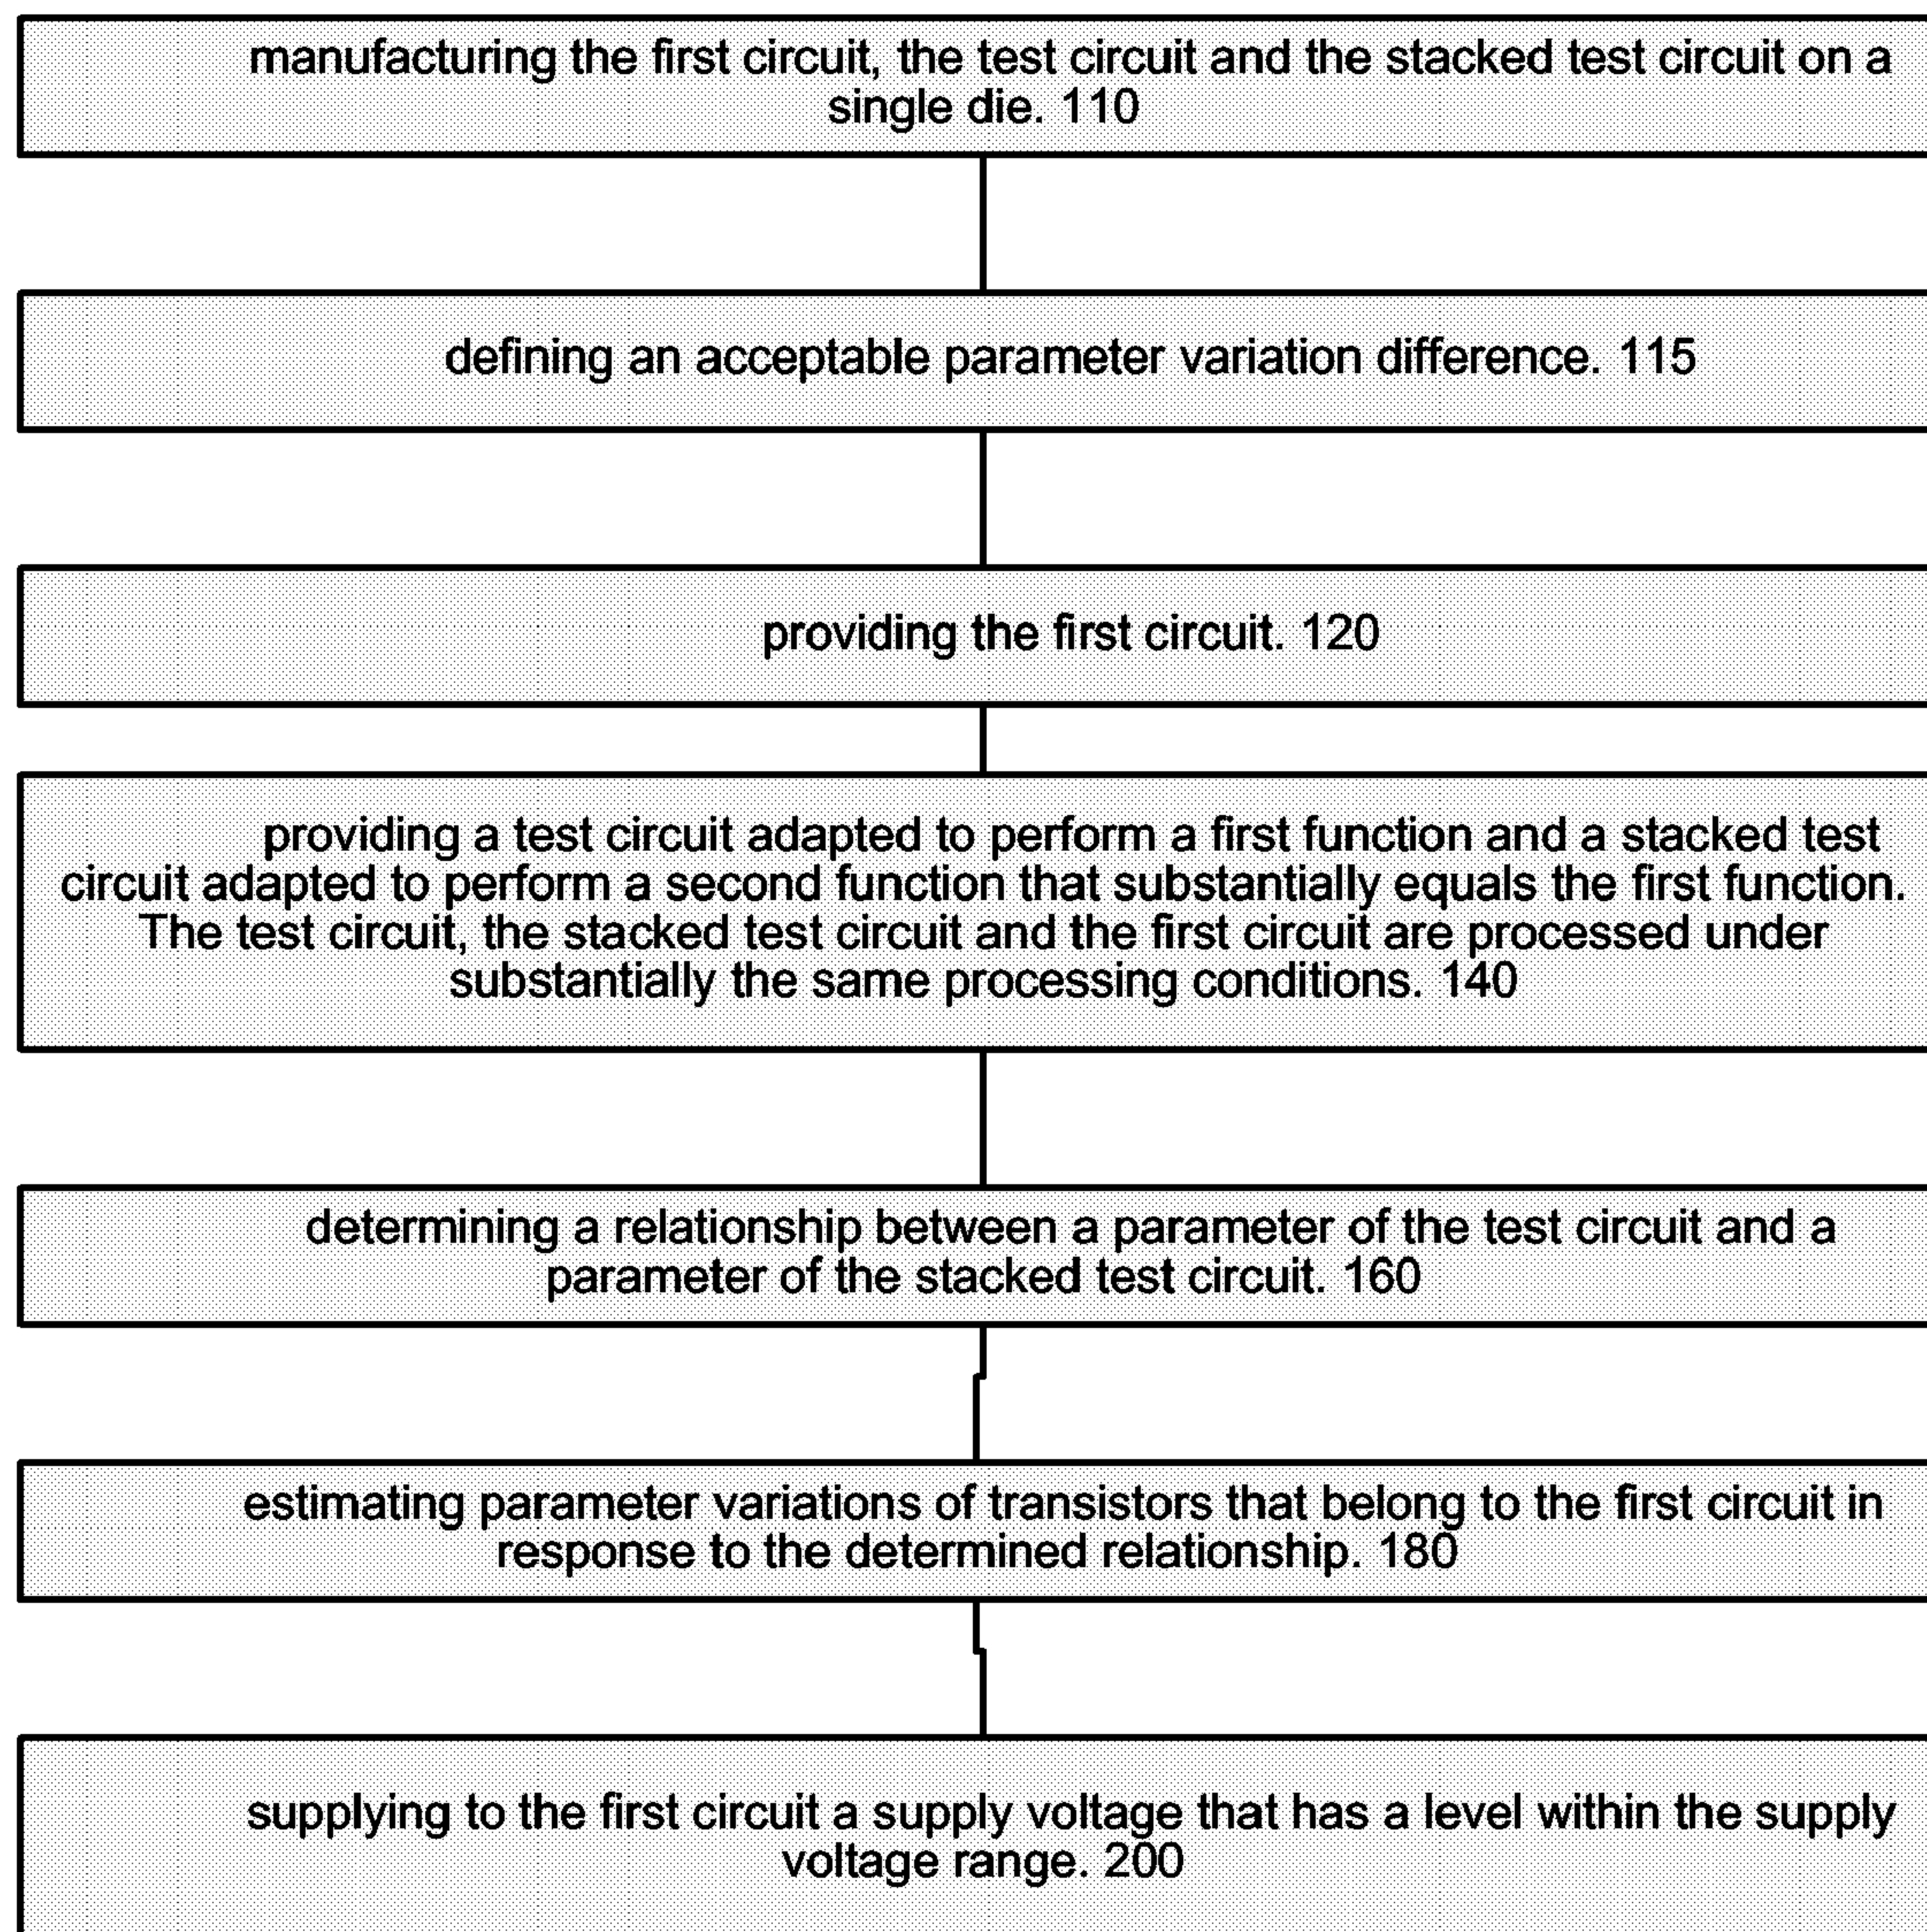 manufacturing the first circuit, the test circuit and the stacked test circuit on a
single die. 110
defining an acceptable parameter variation difference. 115
providing the first circuit. 120
providing a test circuit adapted to perform a first function and a stacked test
circuit adapted to perform a second function that substantially equals the first function.
The test circuit, the stacked test circuit and the first circuit are processed under
substantially the same processing conditions. 140
determining a relationship between a parameter of the test circuit and a
parameter of the stacked test circuit. 160
estimating parameter variations of transistors that belong to the first circuit in
response to the determined relationship. 180
supplying to the first circuit a supply voltage that has a level within the supply
voltage range. 200